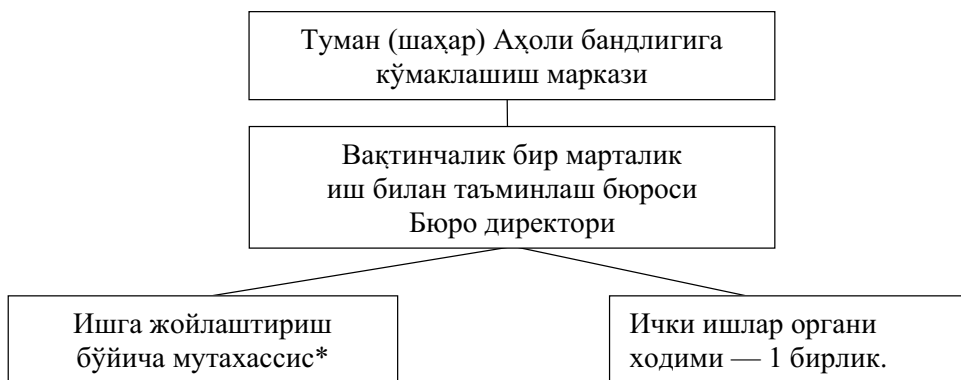 Туман (шаҳар) Аҳоли бандлигига
кўмаклашиш маркази
Вақтинчалик бир марталик
иш билан таъминлаш бюроси
Бюро директори
Ишга жойлаштириш
бўйича мутахассис*
Ички ишлар органи
ходими — 1 бирлик.